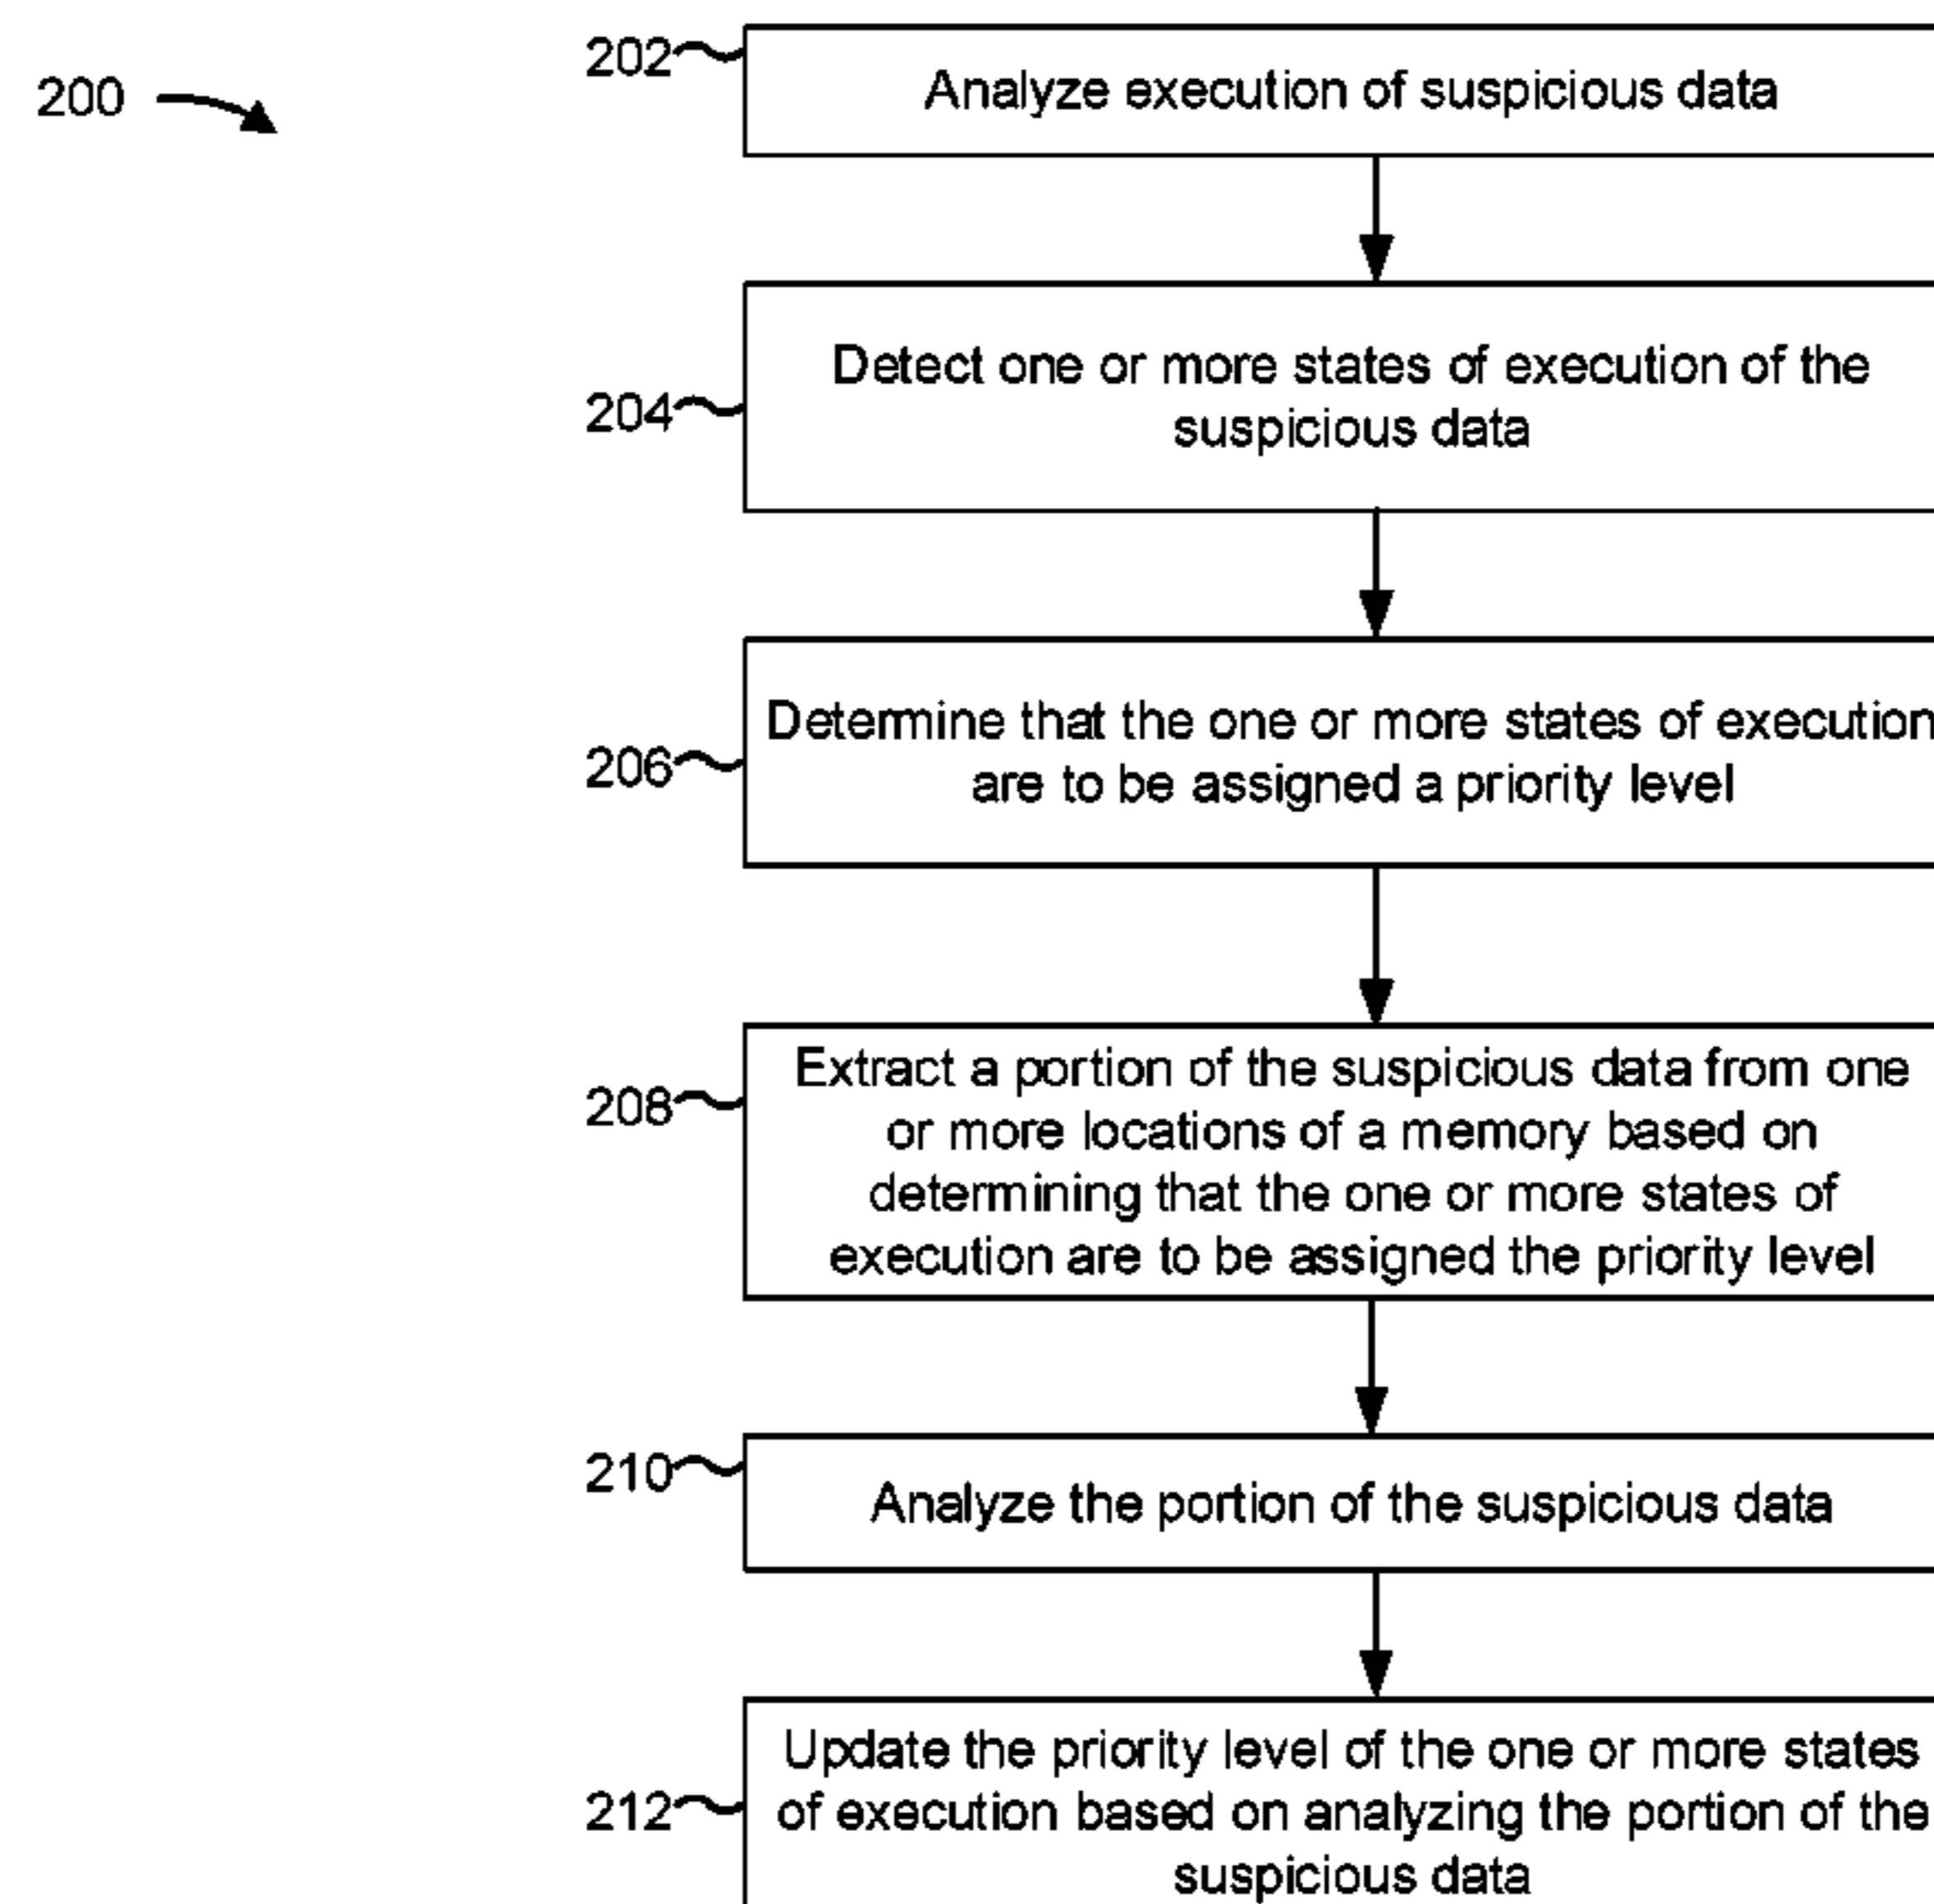 200
202
Analyze execution of suspicious data
204
Detect one or more states of execution of the
suspicious data
206
Determine that the one or more states of execution
are to be assigned a priority level
208
Extract a portion of the suspicious data from one
or more locations of a memory based on
determining that the one or more states of
execution are to be assigned the priority level
210
Analyze the portion of the suspicious data
212
Update the priority level of the one or more states
of execution based on analyzing the portion of the
suspicious data